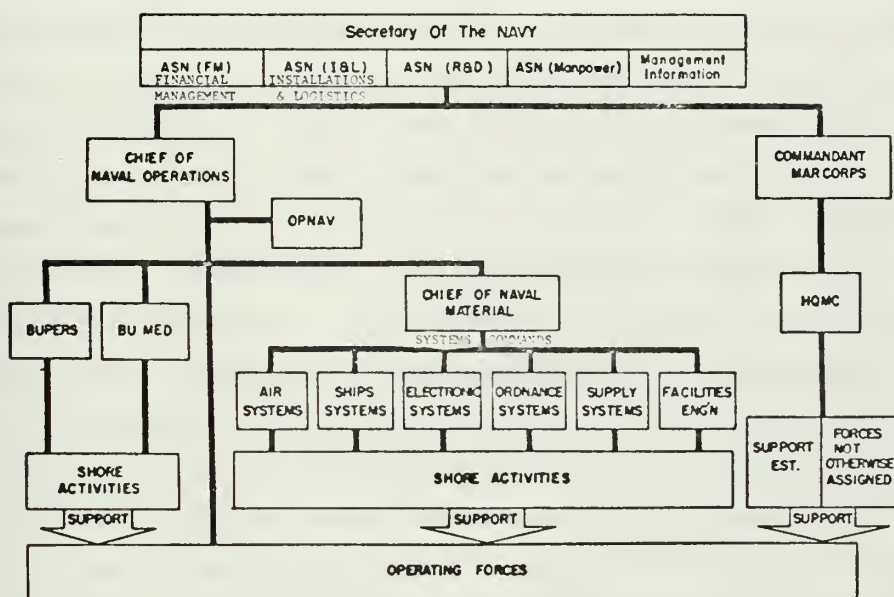 Secretary Of The NAVY
ASN (FM)
FINANCIAL
MANAGEMENT
ASN (I&L)
INSTALLATIONS
& LOGISTICS
ASN (R&D)
ASN (Manpower)
Management
Information
CHIEF OF
NAVAL OPERATIONS
COMMANDANT
MAR CORPS
OPNAV
BUPERS
BU MED
CHIEF OF NAVAL
MATERIAL
HQMC
SYSTEMS COMMANDS
AIR
SYSTEMS
SHIPS
SYSTEMS
ELECTRONIC
SYSTEMS
ORDNANCE
SYSTEMS
SUPPLY
SYSTEMS
FACILITIES
ENG'N
SHORE
ACTIVITIES
SHORE ACTIVITIES
SUPPORT
EST.
FORCES
NOT
OTHERWISE
ASSIGNED
SUPPORT
SUPPORT
SUPPORT
OPERATING FORCES